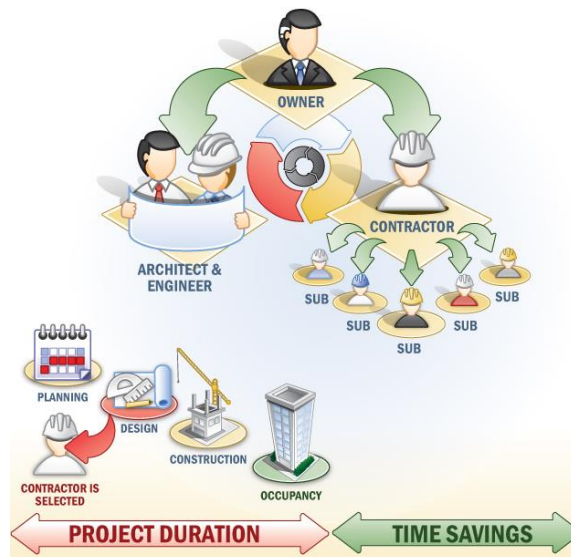 OWNER
ARCHITECT &
ENGINEER
CONTRACTOR
SUB
SUB
SUB
SUB
SUB
PLANNING
DESIGN
CONSTRUCTION
OCCUPANCY
CONTRACTOR IS
SELECTED
PROJECT DURATION
TIME SAVINGS